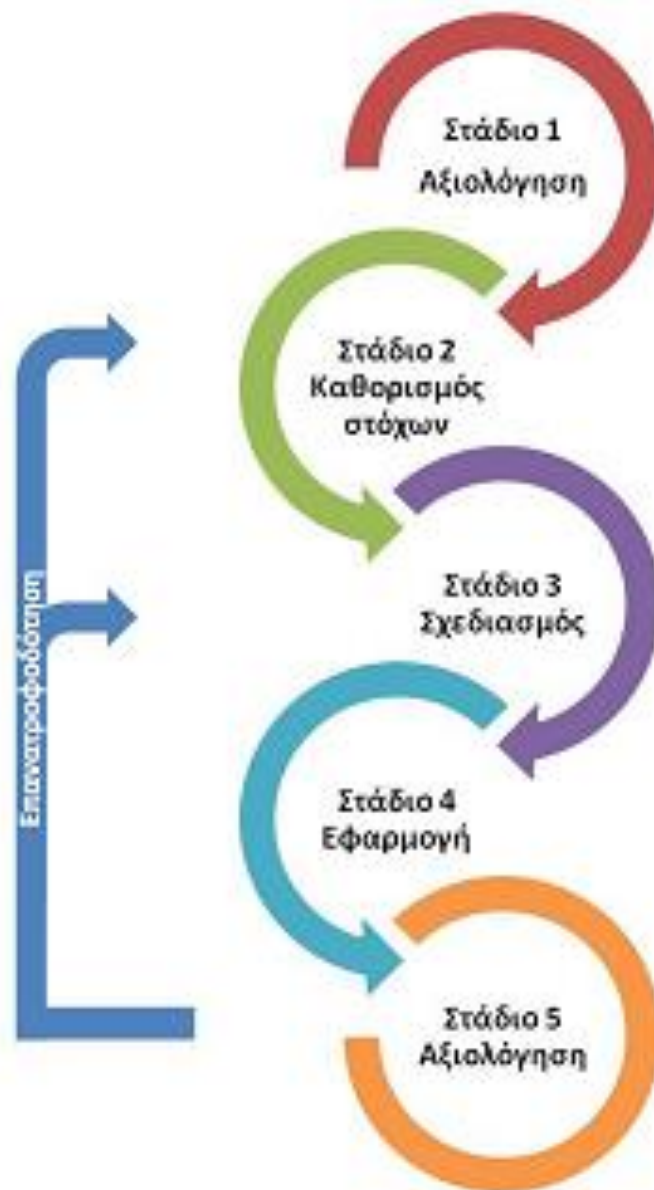 Στάδιο 1
Αξιολόγηση
Στάδιο 2
Καθορισμός
στόχων
Στάδιο 3
Σχεδιασμός
Στάδιο 4
Εφαρμογή
Στάδιο 5
Αξιολόγηση
Επανατροφοδότηση